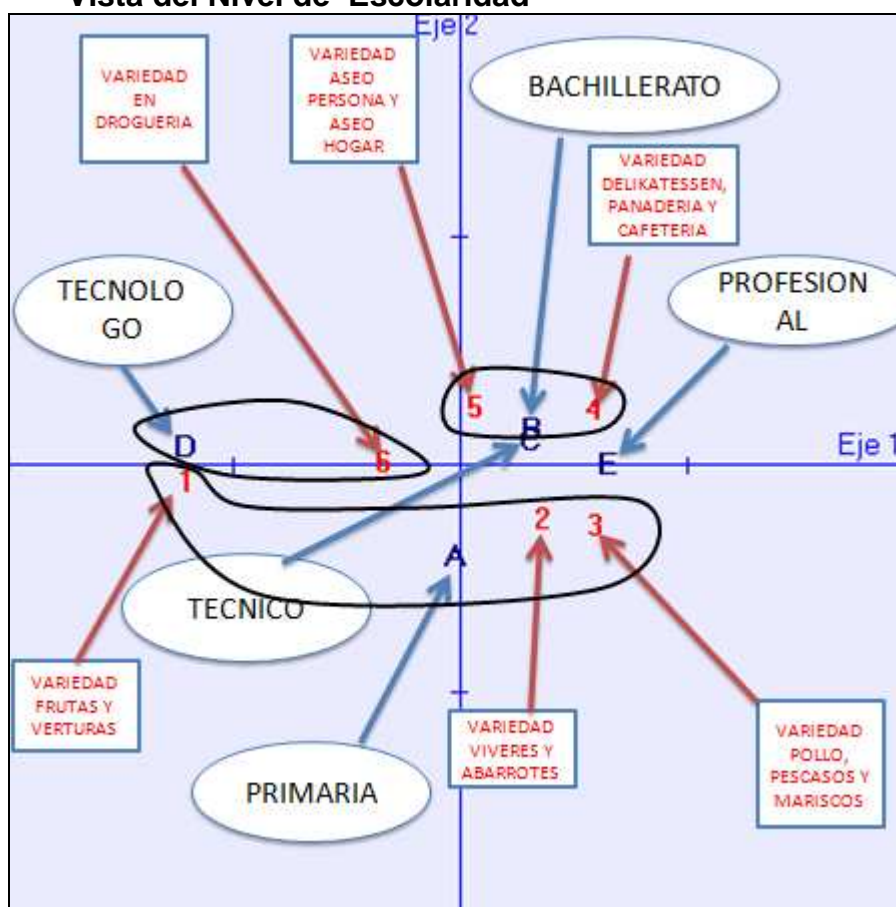 Vista del Nivel de Escolaridad
Eje 2
VARIEDAD
EN
DROGUERIA
VARIEDAD
ASEO
PERSONA Y
ASEO
HOGAR
BACHILLERATO
VARIEDAD
DELIKATESSEN,
PANADERIA Y
CAFETERIA
TECNOLO
GO
PROFESION
AL
5
4
B
C
D
6
E
Eje 1
1
2
3
A
TECNICO
VARIEDAD
FRUTAS Y
VERTURAS
VARIEDAD
VIVERES Y
ABARROTES
VARIEDAD
POLLO,
PESCASOS Y
MARISCOS
PRIMARIA